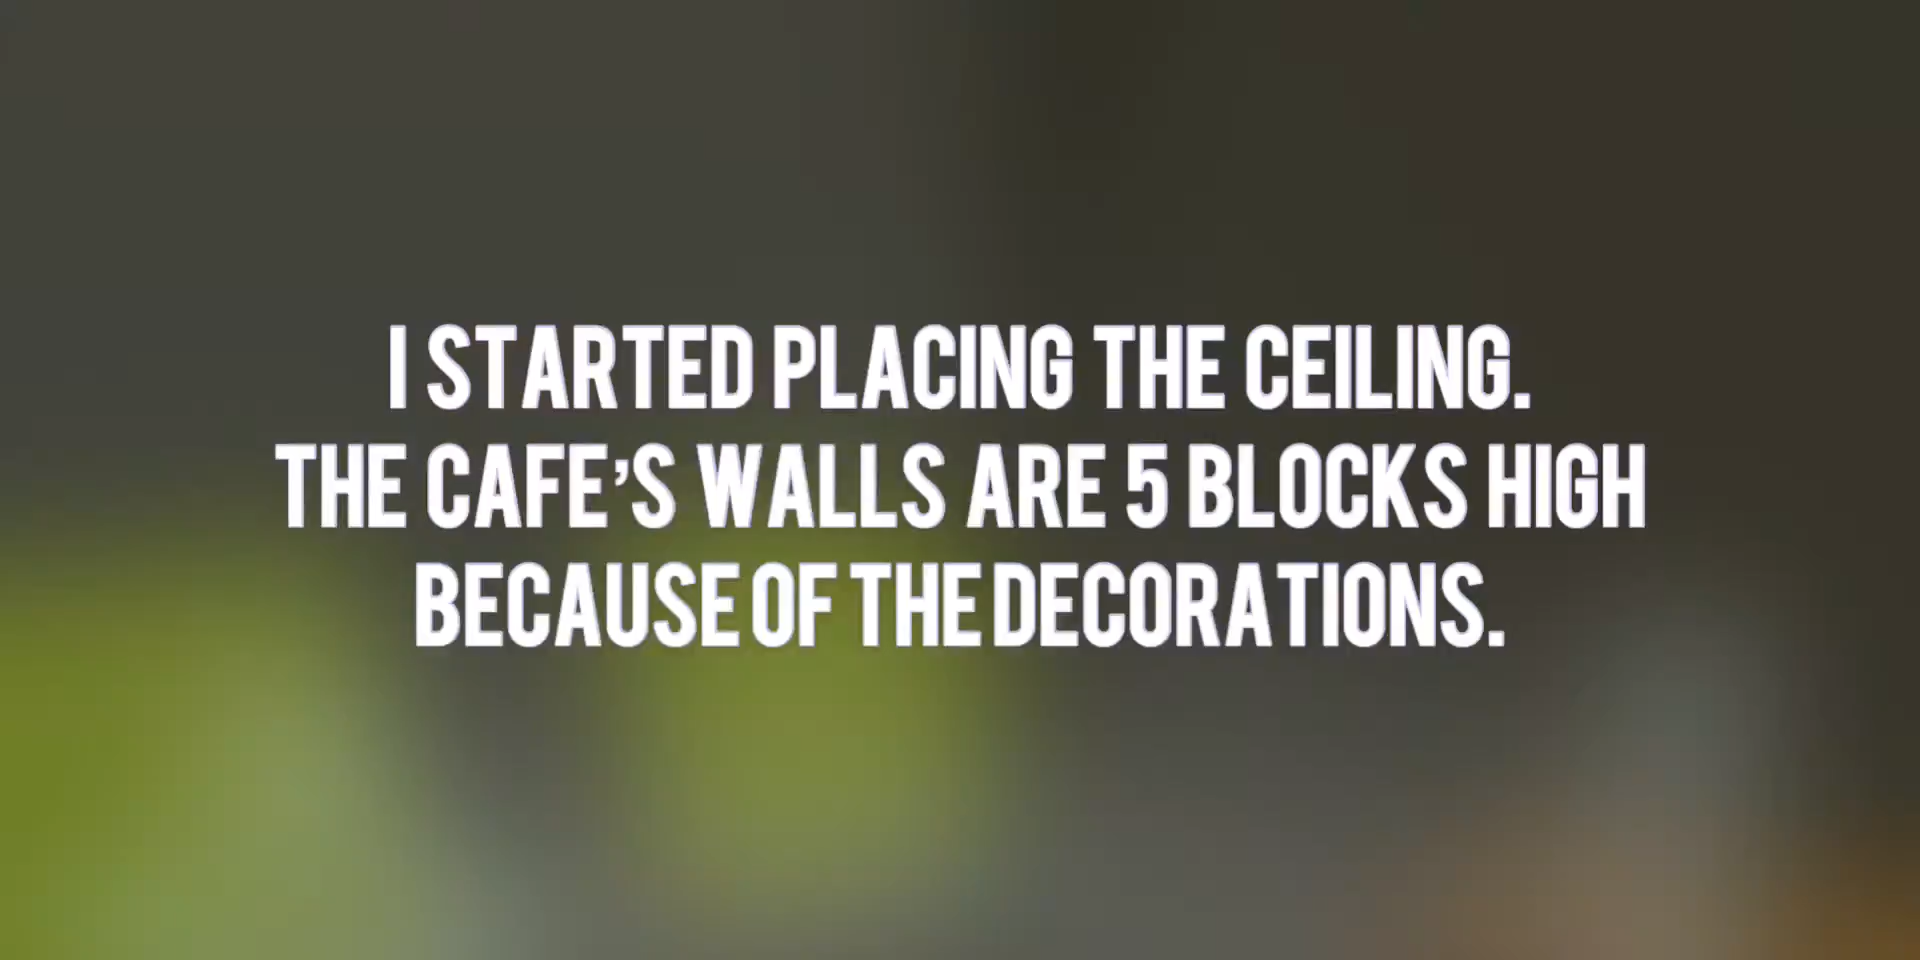 I STARTED PLACING THE CEILING.
THE CAFE'S WALLS ARE 5 BLOCKS HIGH
BECAUSE OF THE DECORATIONS.